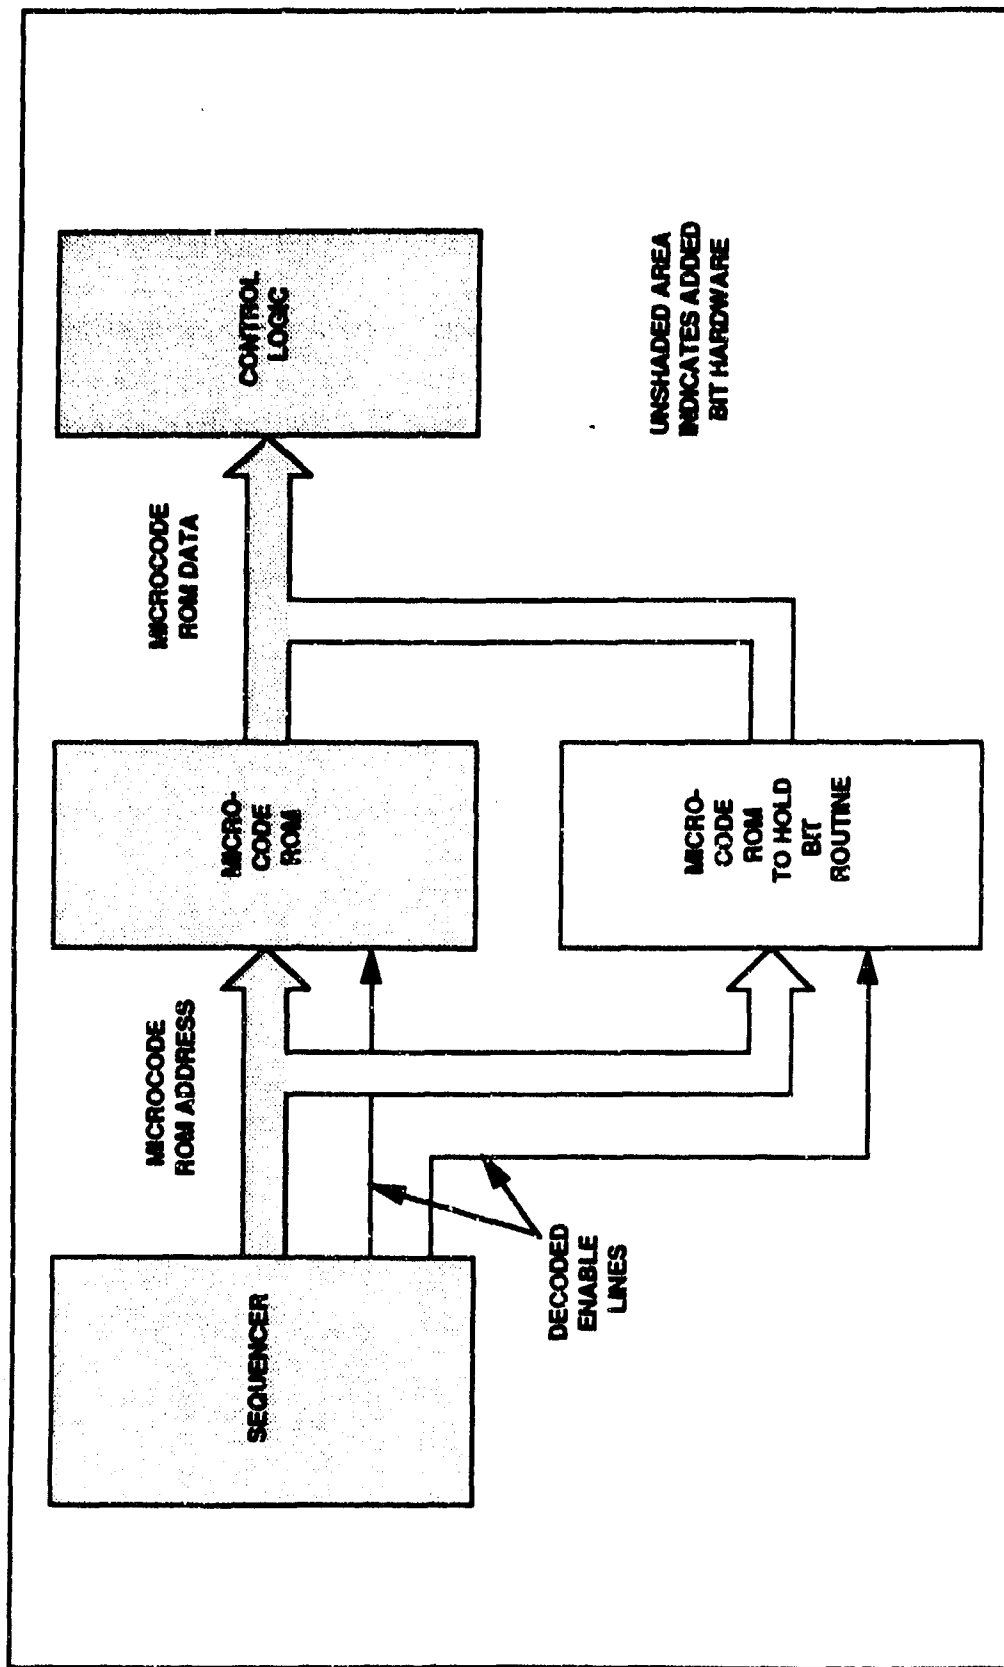 SEQUENCER
MICROCODE
ROM ADDRESS
MICRO-
CODE
ROM
MICROCODE
ROM DATA
CONTROL
LOGIC
DECODED
ENABLE
LINES
MICRO-
CODE
ROM
TO HOLD
BIT
ROUTINE
UNSHADED AREA
INDICATES ADDED
BIT HARDWARE